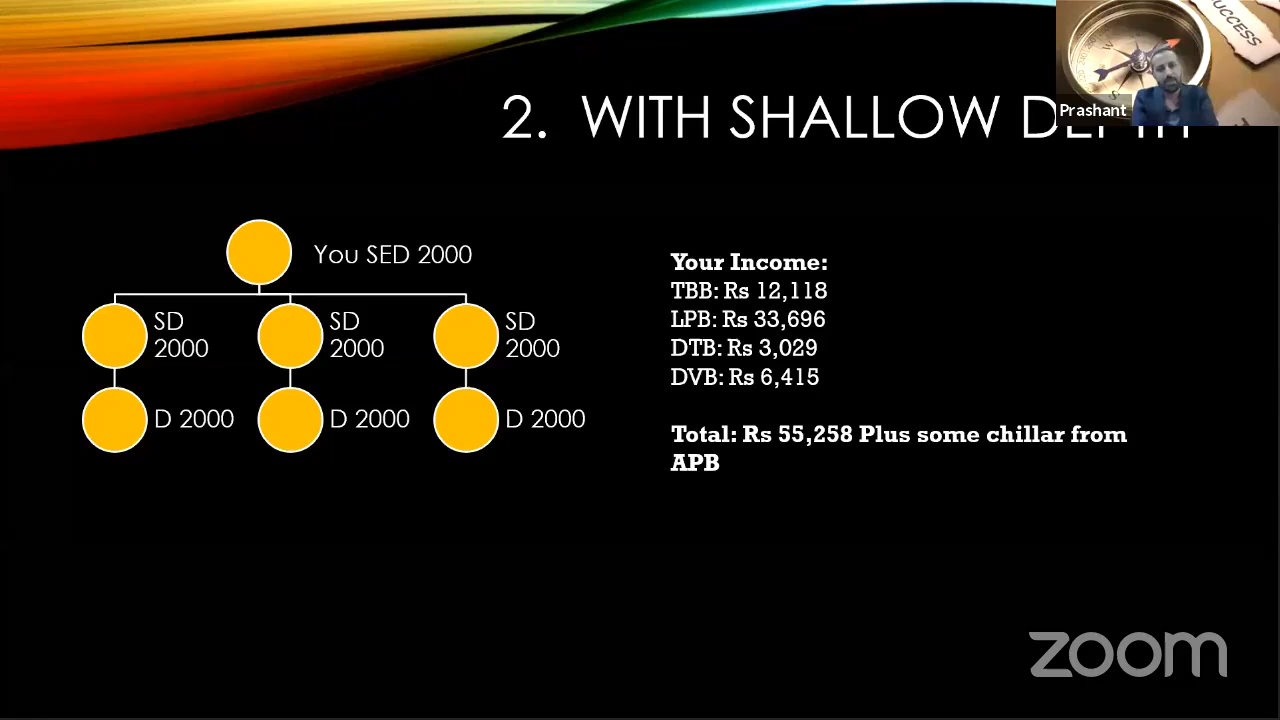 SUCCESS
Prashant
2. WITH SHALLOW DEPTH
You SED 2000
SD
2000
SD
2000
SD
2000
D 2000
D 2000
D 2000
Your Income:
TBB: Rs 12,118
LPB: Rs 33,696
DTB: Rs 3,029
DVB: Rs 6,415
Total: Rs 55,258 Plus some chillar from
APB
zoom